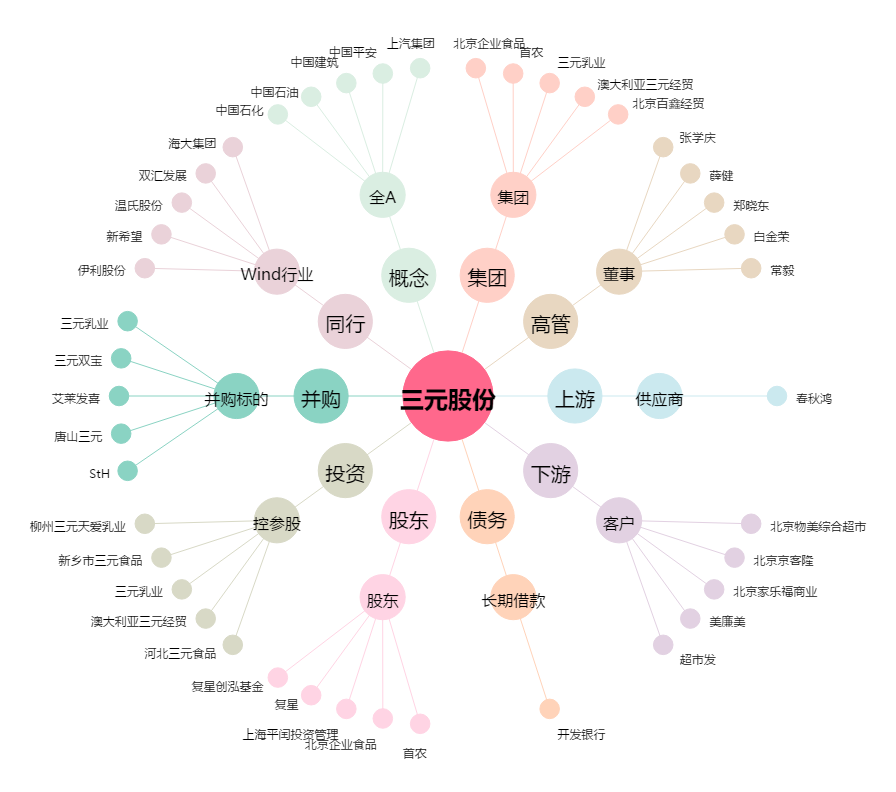 上汽集团
中国平安
中国建筑
中国石油
中国石化
北京企业食品
首农
三元乳业
澳大利亚三元经贸
北京百鑫经贸
海大集团
双汇发展
温氏股份
新希望
伊利股份
全A
集团
张学庆
薛健
郑晓东
白金荣
常毅
Wind行业
概念
集团
董事
同行
高管
三元乳业
三元双宝
艾莱发喜
唐山三元
StH
并购标的
并购
三元股份
上游
供应商
春秋鸿
投资
下游
控参股
股东
债务
客户
柳州三元天爱乳业
新乡市三元食品
三元乳业
澳大利亚三元经贸
河北三元食品
北京物美综合超市
北京京客隆
北京家乐福商业
美廉美
超市发
股东
长期借款
复星创泓基金
复星
上海平闰投资管理
北京企业食品
首农
开发银行